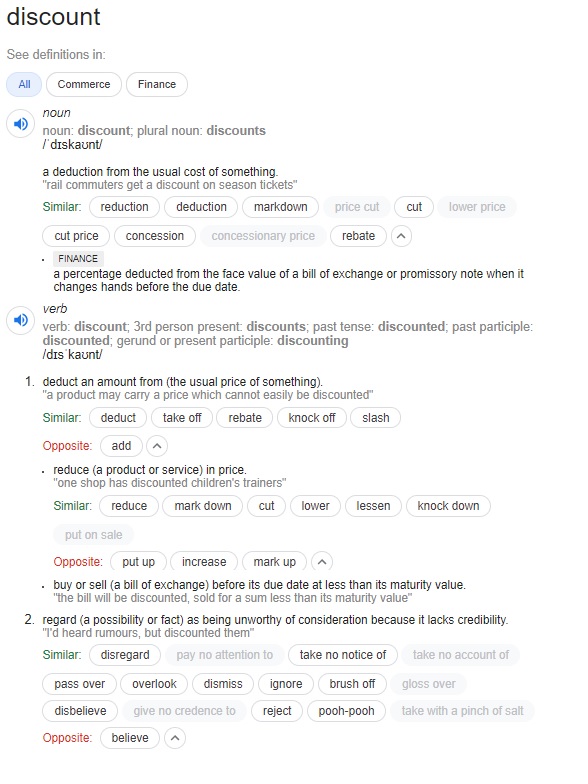 discount
See definitions in:
All Commerce Finance
noun
noun: discount; plural noun: discounts
/ˈdɪskaʊnt/
a deduction from the usual cost of something.
"rail commuters get a discount on season tickets"
Similar: reduction deduction markdown price cut cut lower price
cut price concession concessionary price rebate
• FINANCE
a percentage deducted from the face value of a bill of exchange or promissory note when it
changes hands before the due date.
verb
verb: discount; 3rd person present: discounts; past tense: discounted; past participle:
discounted; gerund or present participle: discounting
/dɪsˈkaʊnt/
1. deduct an amount from (the usual price of something).
"a product may carry a price which cannot easily be discounted"
Similar: deduct take off rebate knock off slash
Opposite: add
• reduce (a product or service) in price.
"one shop has discounted children's trainers"
Similar: reduce mark down cut lower lessen knock down
put on sale
Opposite: put up increase mark up
• buy or sell (a bill of exchange) before its due date at less than its maturity value.
"the bill will be discounted, sold for a sum less than its maturity value"
2. regard (a possibility or fact) as being unworthy of consideration because it lacks credibility.
"I'd heard rumours, but discounted them"
Similar: disregard pay no attention to take no notice of take no account of
pass over overlook dismiss ignore brush off gloss over
disbelieve give no credence to reject pooh-pooh take with a pinch of salt
Opposite: believe